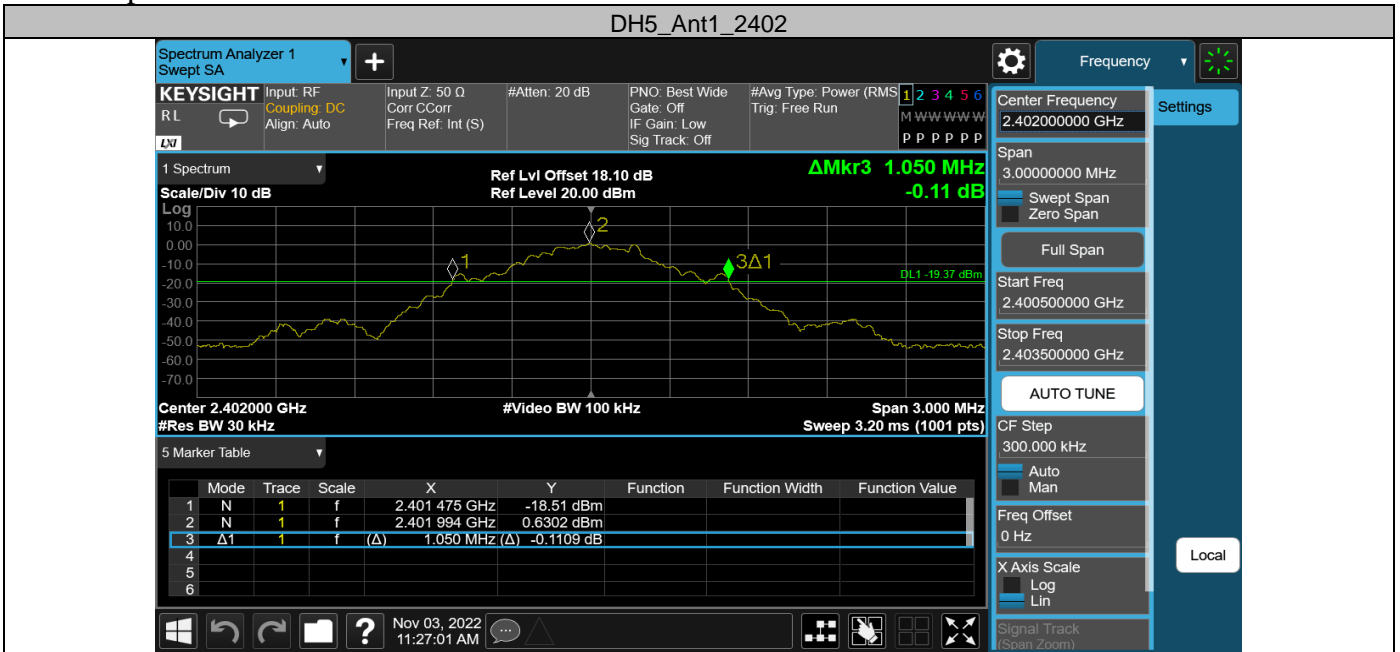 DH5_Ant1_2402
Spectrum Analyzer 1
Swept SA
+
Frequency
KEYSIGHT
RL
LXI
Input: RF
Coupling: DC
Align: Auto
Input Z: 50 Ω
Corr CCorr
Freq Ref: Int (S)
#Atten: 20 dB
PNO: Best Wide
Gate: Off
IF Gain: Low
Sig Track: Off
#Avg Type: Power (RMS
Trig: Free Run
1 2 3 4 5 6
M W W W W W
P P P P P P
1 Spectrum
Scale/Div 10 dB
Ref Lvl Offset 18.10 dB
Ref Level 20.00 dBm
ΔMkr3 1.050 MHz
-0.11 dB
Log
10.0
0.00
-10.0
-20.0
-30.0
-40.0
-50.0
-60.0
-70.0
1
2
3Δ1
DL1 -19.37 dBm
Center 2.402000 GHz
#Video BW 100 kHz
Span 3.000 MHz
#Res BW 30 kHz
Sweep 3.20 ms (1001 pts)
5 Marker Table
Mode Trace Scale X Y Function Function Width Function Value
1 N 1 f 2.401 475 GHz -18.51 dBm
2 N 1 f 2.401 994 GHz 0.6302 dBm
3 Δ1 1 f (Δ) 1.050 MHz (Δ) -0.1109 dB
4
5
6
?
Nov 03, 2022
11:27:01 AM
Center Frequency
2.402000000 GHz
Span
3.00000000 MHz
Swept Span
Zero Span
Full Span
Start Freq
2.400500000 GHz
Stop Freq
2.403500000 GHz
AUTO TUNE
CF Step
300.000 kHz
Auto
Man
Freq Offset
0 Hz
X Axis Scale
Log
Lin
Signal Track
(Span Zoom)
Settings
Local